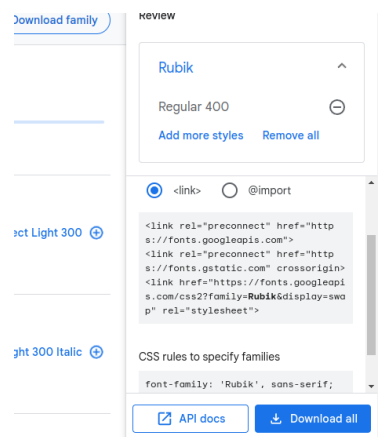 Download family
Review
Rubik
Regular 400
Add more styles Remove all
<link> @import
<link rel="preconnect" href="http
s://fonts.googleapis.com">
<link rel="preconnect" href="http
s://fonts.gstatic.com" crossorigin>
<link href="https://fonts.googleapi
s.com/css2?family=Rubik&display=swa
p" rel="stylesheet">
ect Light 300
ght 300 Italic
CSS rules to specify families
font-family: 'Rubik', sans-serif;
API docs
Download all